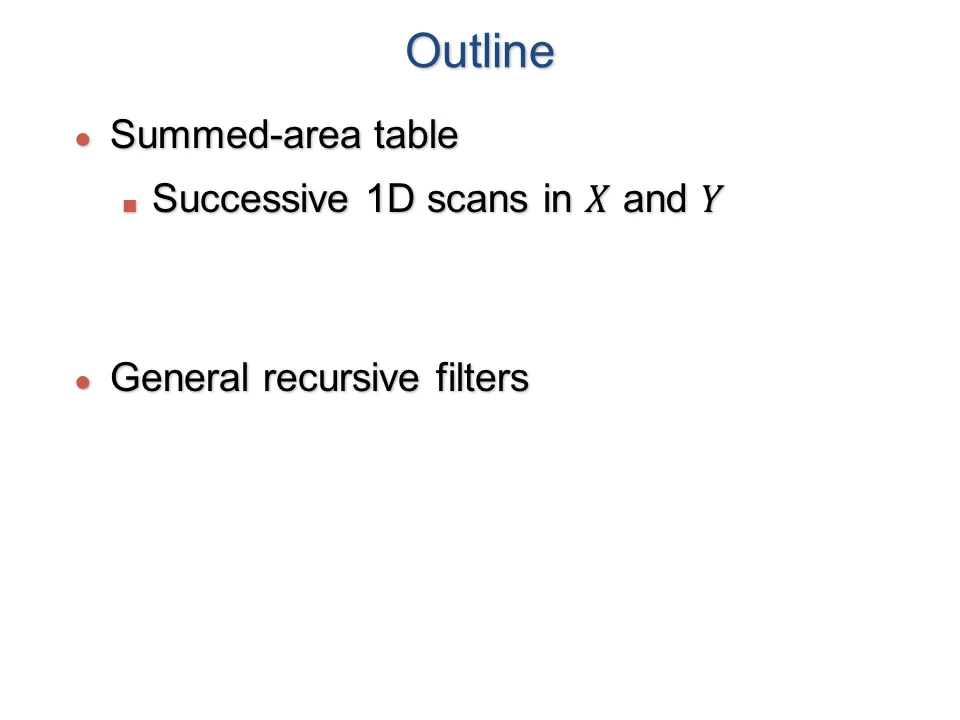 Outline
● Summed-area table
■ Successive 1D scans in 𝑋 and 𝑌
● General recursive filters